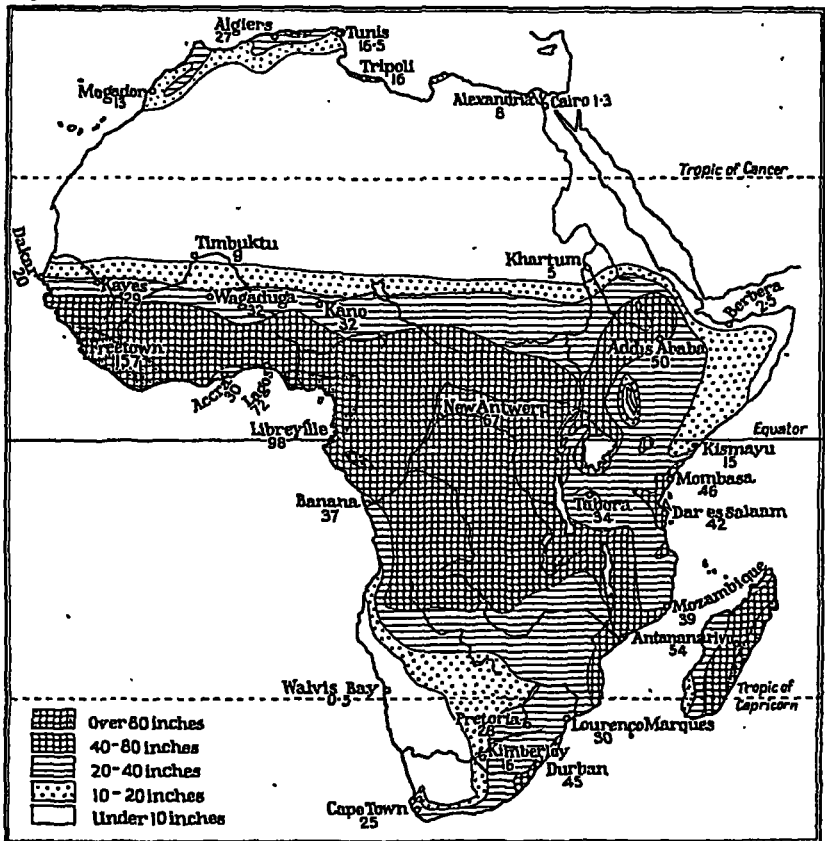 Algiers
27
Tunis
16·5
Tripoli
16
Mogador
13
Alexandria
8
Cairo 1·3
Tropic of Cancer
Dakar
20
Timbuktu
9
Khartum
5
Kayes
29
Wagaduga
32
Kano
32
Berbera
2·5
Freetown
157
Addis Ababa
50
Accra
Lagos
72
New Antwerp
67
Libreville
98
Equator
Kismayu
15
Mombasa
46
Banana
37
Tabora
34
Dar es salaam
42
Mozambique
39
Antananarivo
54
Walvis Bay
0·3
Tropic of
Capricorn
Pretoria
28
Lourenço Marques
30
Kimberley
16
Durban
45
Cape Town
25
Over 80 inches
40-80 inches
20-40 inches
10-20 inches
Under 10 inches